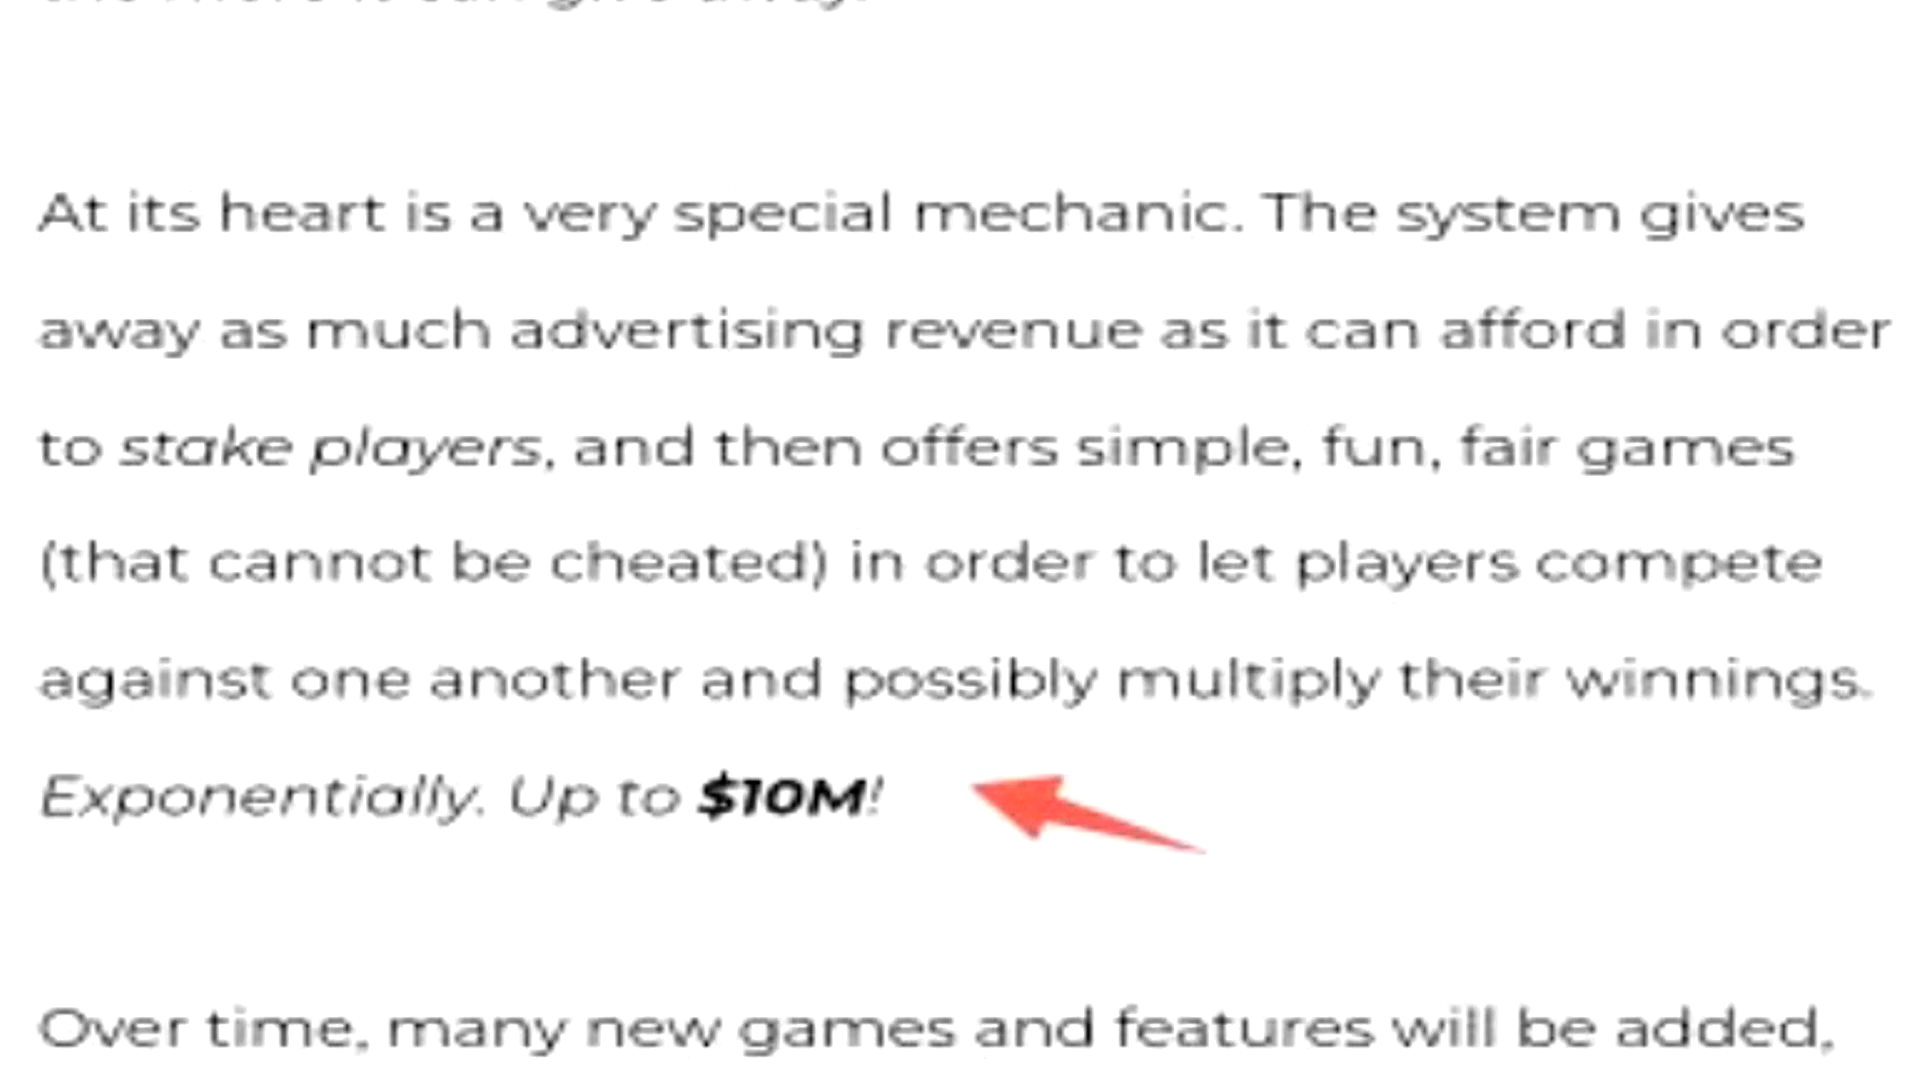 At its heart is a very special mechanic. The system gives
away as much advertising revenue as it can afford in order
to stake players, and then offers simple, fun, fair games
(that cannot be cheated) in order to let players compete
against one another and possibly multiply their winnings.
Exponentially. Up to $10M!
Over time, many new games and features will be added,